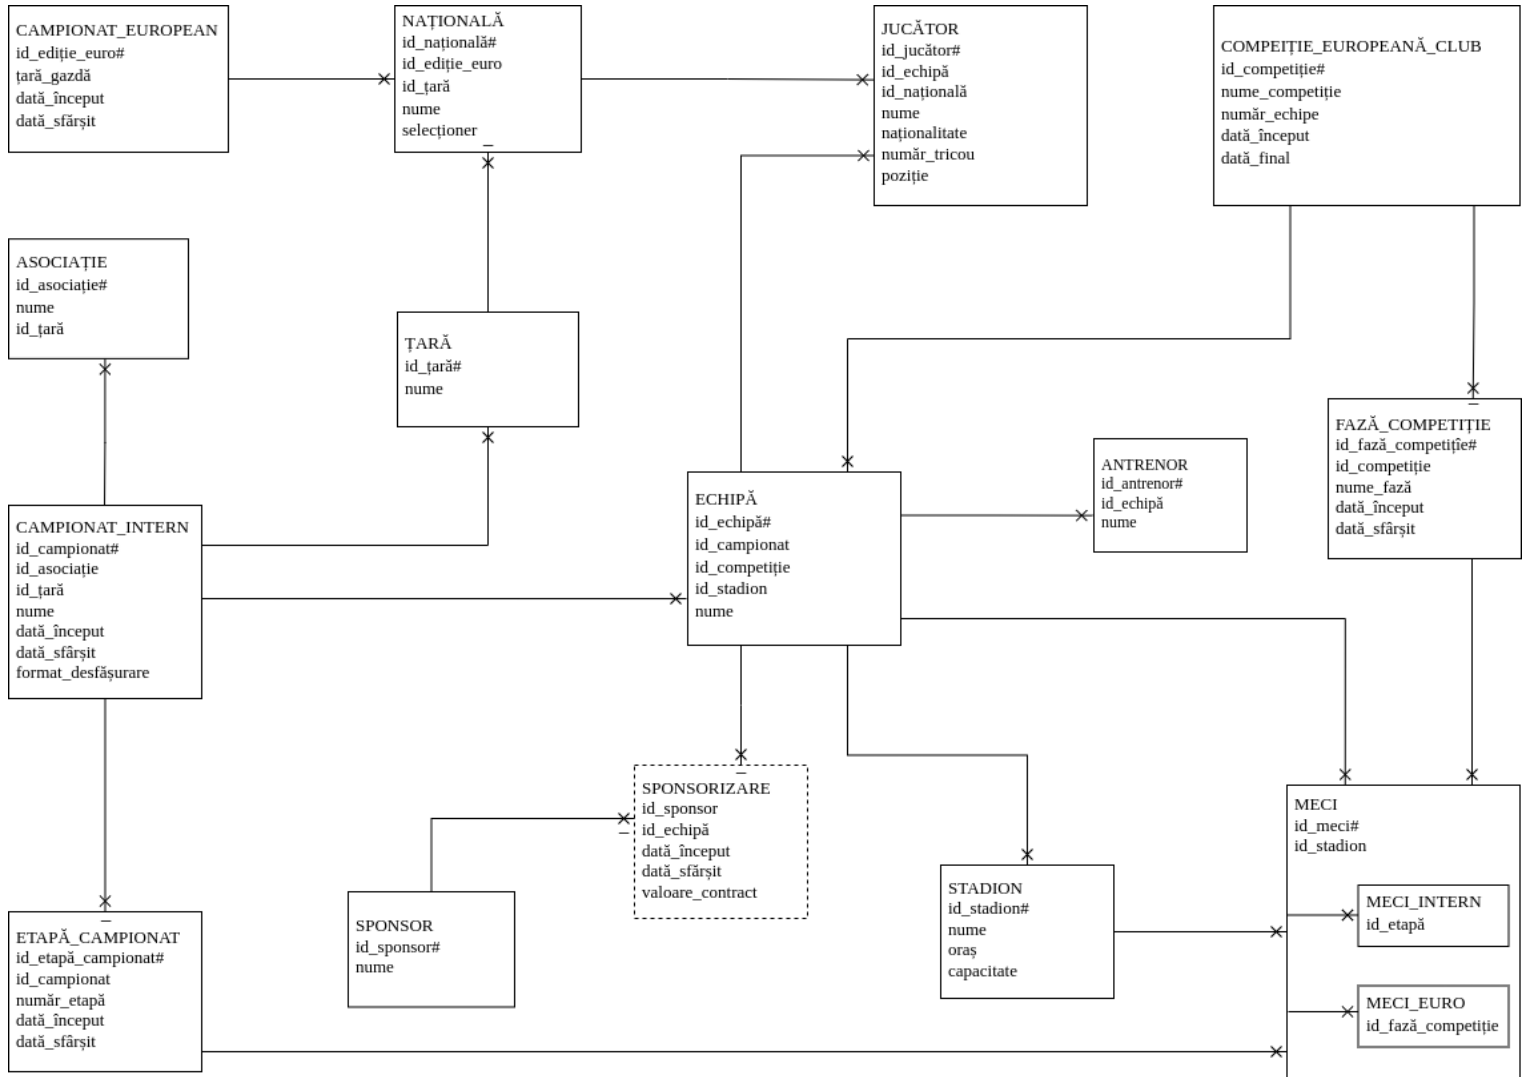 CAMPIONAT_EUROPEAN
id_ediție_euro#
țară_gazdă
dată_început
dată_sfărșit
NAȚIONALĂ
id_națională#
id_ediție_euro
id_țară
nume
selecționer
JUCĂTOR
id_jucător#
id_echipă
id_națională
nume
naționalitate
număr_tricou
poziție
COMPEIȚIE_EUROPEANĂ_CLUB
id_competiție#
nume_competiție
număr_echipe
dată_început
dată_final
ASOCIAȚIE
id_asociație#
nume
id_țară
ȚARĂ
id_țară#
nume
FAZĂ_COMPETIȚIE
id_fază_competițîe#
id_competiție
nume_fază
dată_început
dată_sfârșit
ANTRENOR
id_antrenor#
id_echipă
nume
ECHIPĂ
id_echipă#
id_campionat
id_competiție
id_stadion
nume
CAMPIONAT_INTERN
id_campionat#
id_asociație
id_țară
nume
dată_început
dată_sfârșit
format_desfășurare
SPONSORIZARE
id_sponsor
id_echipă
dată_început
dată_sfârșit
valoare_contract
MECI
id_meci#
id_stadion
MECI_INTERN
id_etapă
MECI_EURO
id_fază_competiție
STADION
id_stadion#
nume
oraș
capacitate
SPONSOR
id_sponsor#
nume
ETAPĂ_CAMPIONAT
id_etapă_campionat#
id_campionat
număr_etapă
dată_început
dată_sfârșit